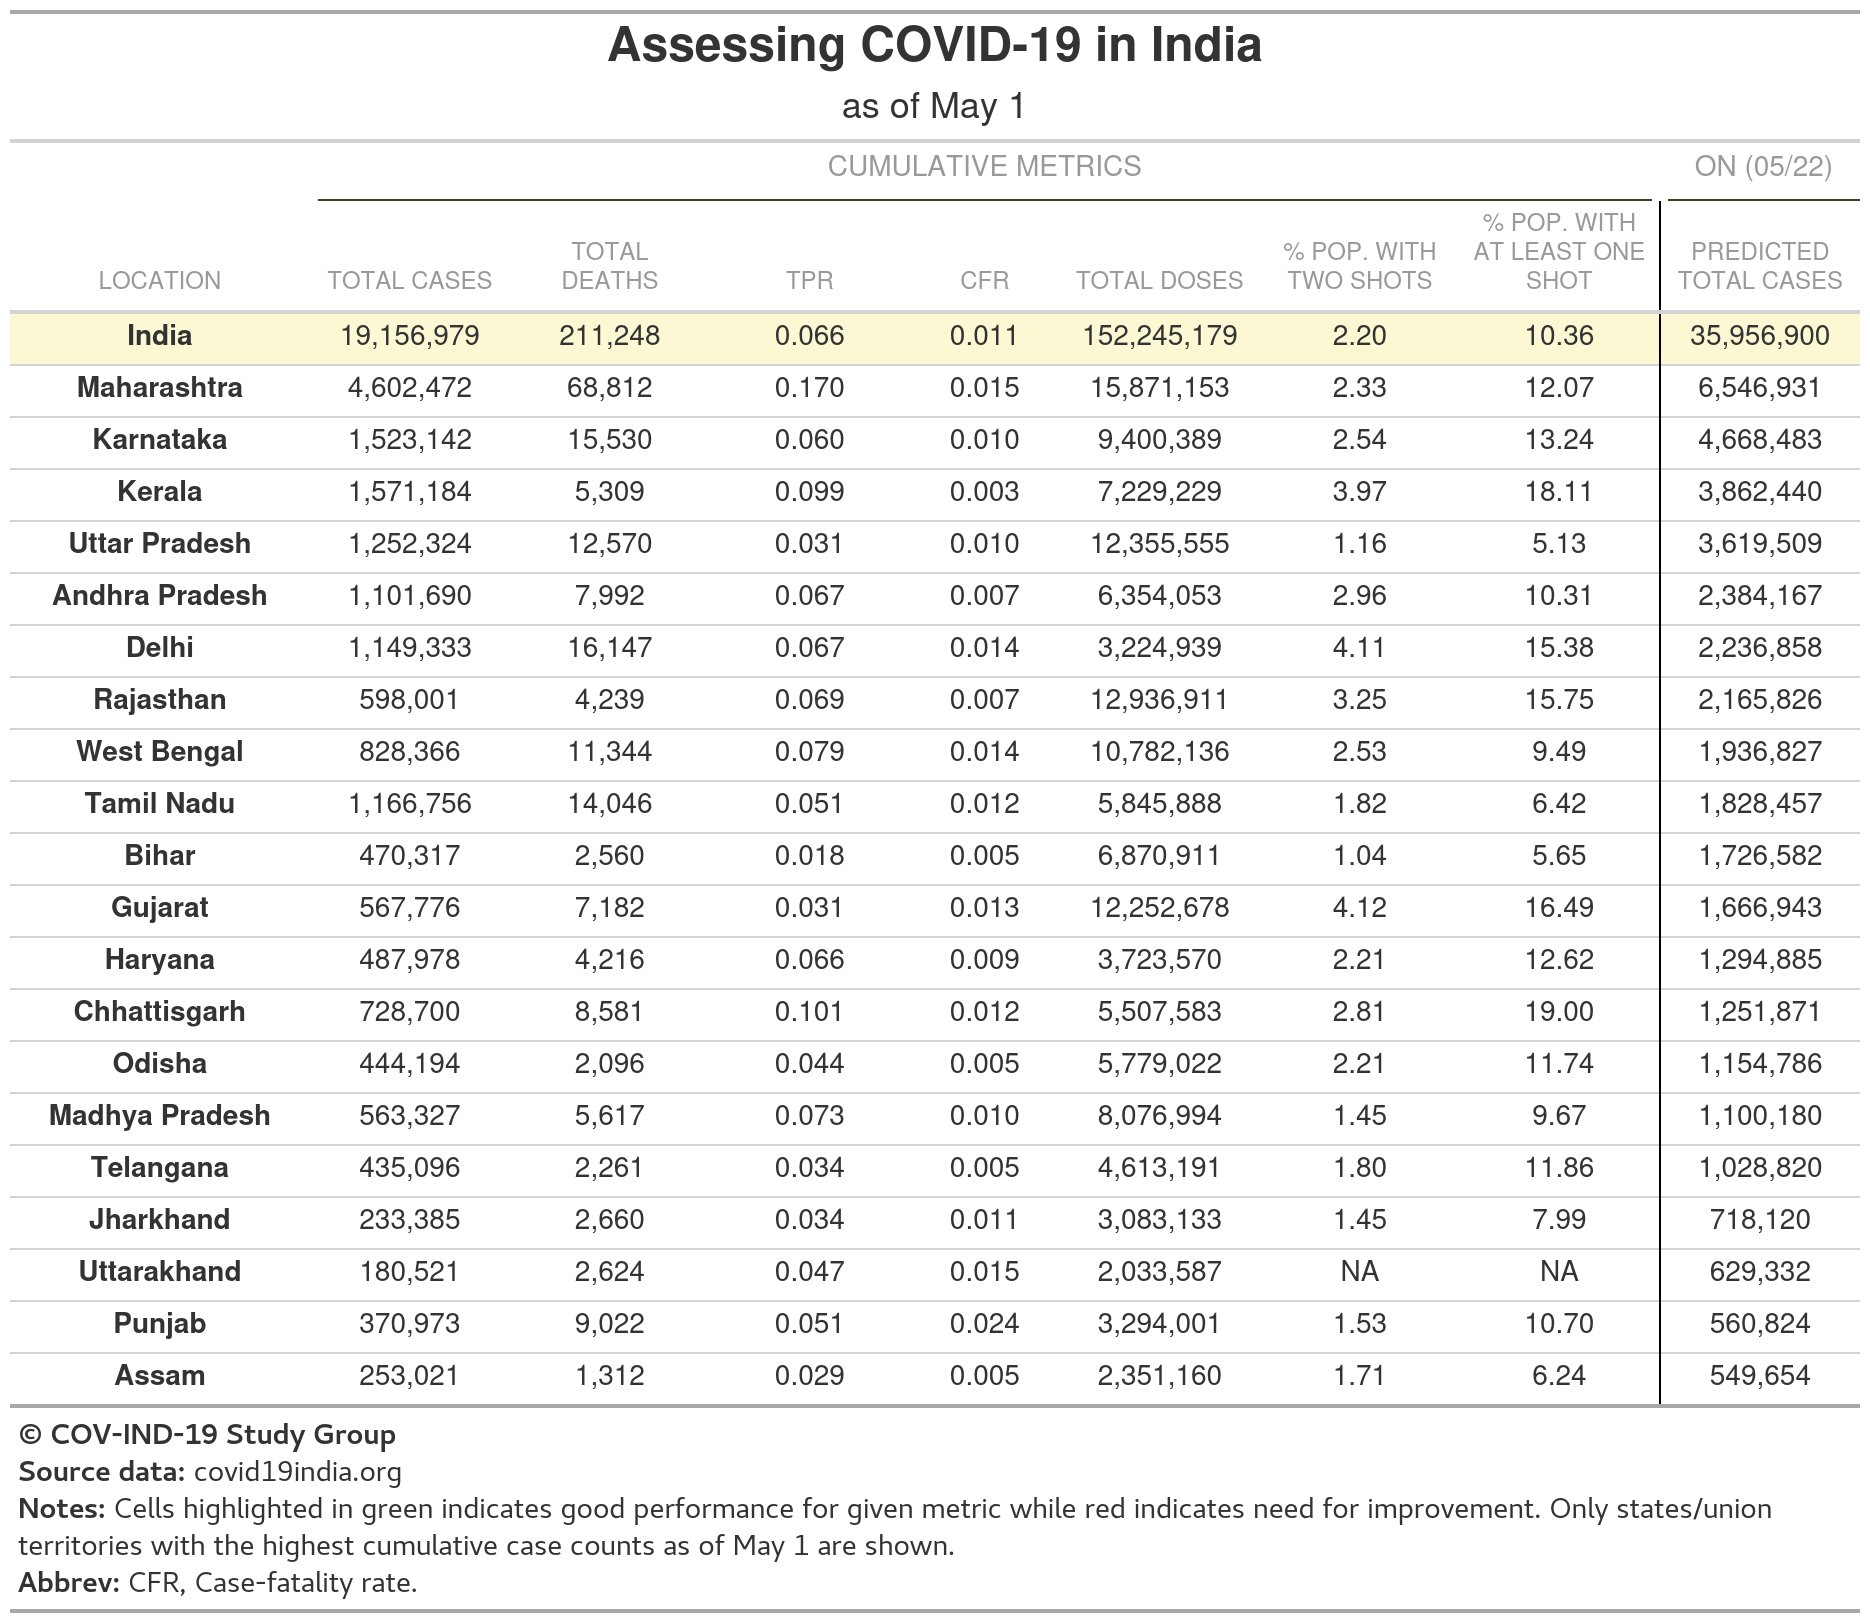 Assessing COVID-19 in India
as of May 1
CUMULATIVE METRICS ON (05/22)
LOCATION TOTAL CASES TOTAL DEATHS TPR CFR TOTAL DOSES % POP. WITH TWO SHOTS % POP. WITH AT LEAST ONE SHOT PREDICTED TOTAL CASES
India 19,156,979 211,248 0.066 0.011 152,245,179 2.20 10.36 35,956,900
Maharashtra 4,602,472 68,812 0.170 0.015 15,871,153 2.33 12.07 6,546,931
Karnataka 1,523,142 15,530 0.060 0.010 9,400,389 2.54 13.24 4,668,483
Kerala 1,571,184 5,309 0.099 0.003 7,229,229 3.97 18.11 3,862,440
Uttar Pradesh 1,252,324 12,570 0.031 0.010 12,355,555 1.16 5.13 3,619,509
Andhra Pradesh 1,101,690 7,992 0.067 0.007 6,354,053 2.96 10.31 2,384,167
Delhi 1,149,333 16,147 0.067 0.014 3,224,939 4.11 15.38 2,236,858
Rajasthan 598,001 4,239 0.069 0.007 12,936,911 3.25 15.75 2,165,826
West Bengal 828,366 11,344 0.079 0.014 10,782,136 2.53 9.49 1,936,827
Tamil Nadu 1,166,756 14,046 0.051 0.012 5,845,888 1.82 6.42 1,828,457
Bihar 470,317 2,560 0.018 0.005 6,870,911 1.04 5.65 1,726,582
Gujarat 567,776 7,182 0.031 0.013 12,252,678 4.12 16.49 1,666,943
Haryana 487,978 4,216 0.066 0.009 3,723,570 2.21 12.62 1,294,885
Chhattisgarh 728,700 8,581 0.101 0.012 5,507,583 2.81 19.00 1,251,871
Odisha 444,194 2,096 0.044 0.005 5,779,022 2.21 11.74 1,154,786
Madhya Pradesh 563,327 5,617 0.073 0.010 8,076,994 1.45 9.67 1,100,180
Telangana 435,096 2,261 0.034 0.005 4,613,191 1.80 11.86 1,028,820
Jharkhand 233,385 2,660 0.034 0.011 3,083,133 1.45 7.99 718,120
Uttarakhand 180,521 2,624 0.047 0.015 2,033,587 NA NA 629,332
Punjab 370,973 9,022 0.051 0.024 3,294,001 1.53 10.70 560,824
Assam 253,021 1,312 0.029 0.005 2,351,160 1.71 6.24 549,654
© COV-IND-19 Study Group
Source data: covid19india.org
Notes: Cells highlighted in green indicates good performance for given metric while red indicates need for improvement. Only states/union
territories with the highest cumulative case counts as of May 1 are shown.
Abbrev: CFR, Case-fatality rate.